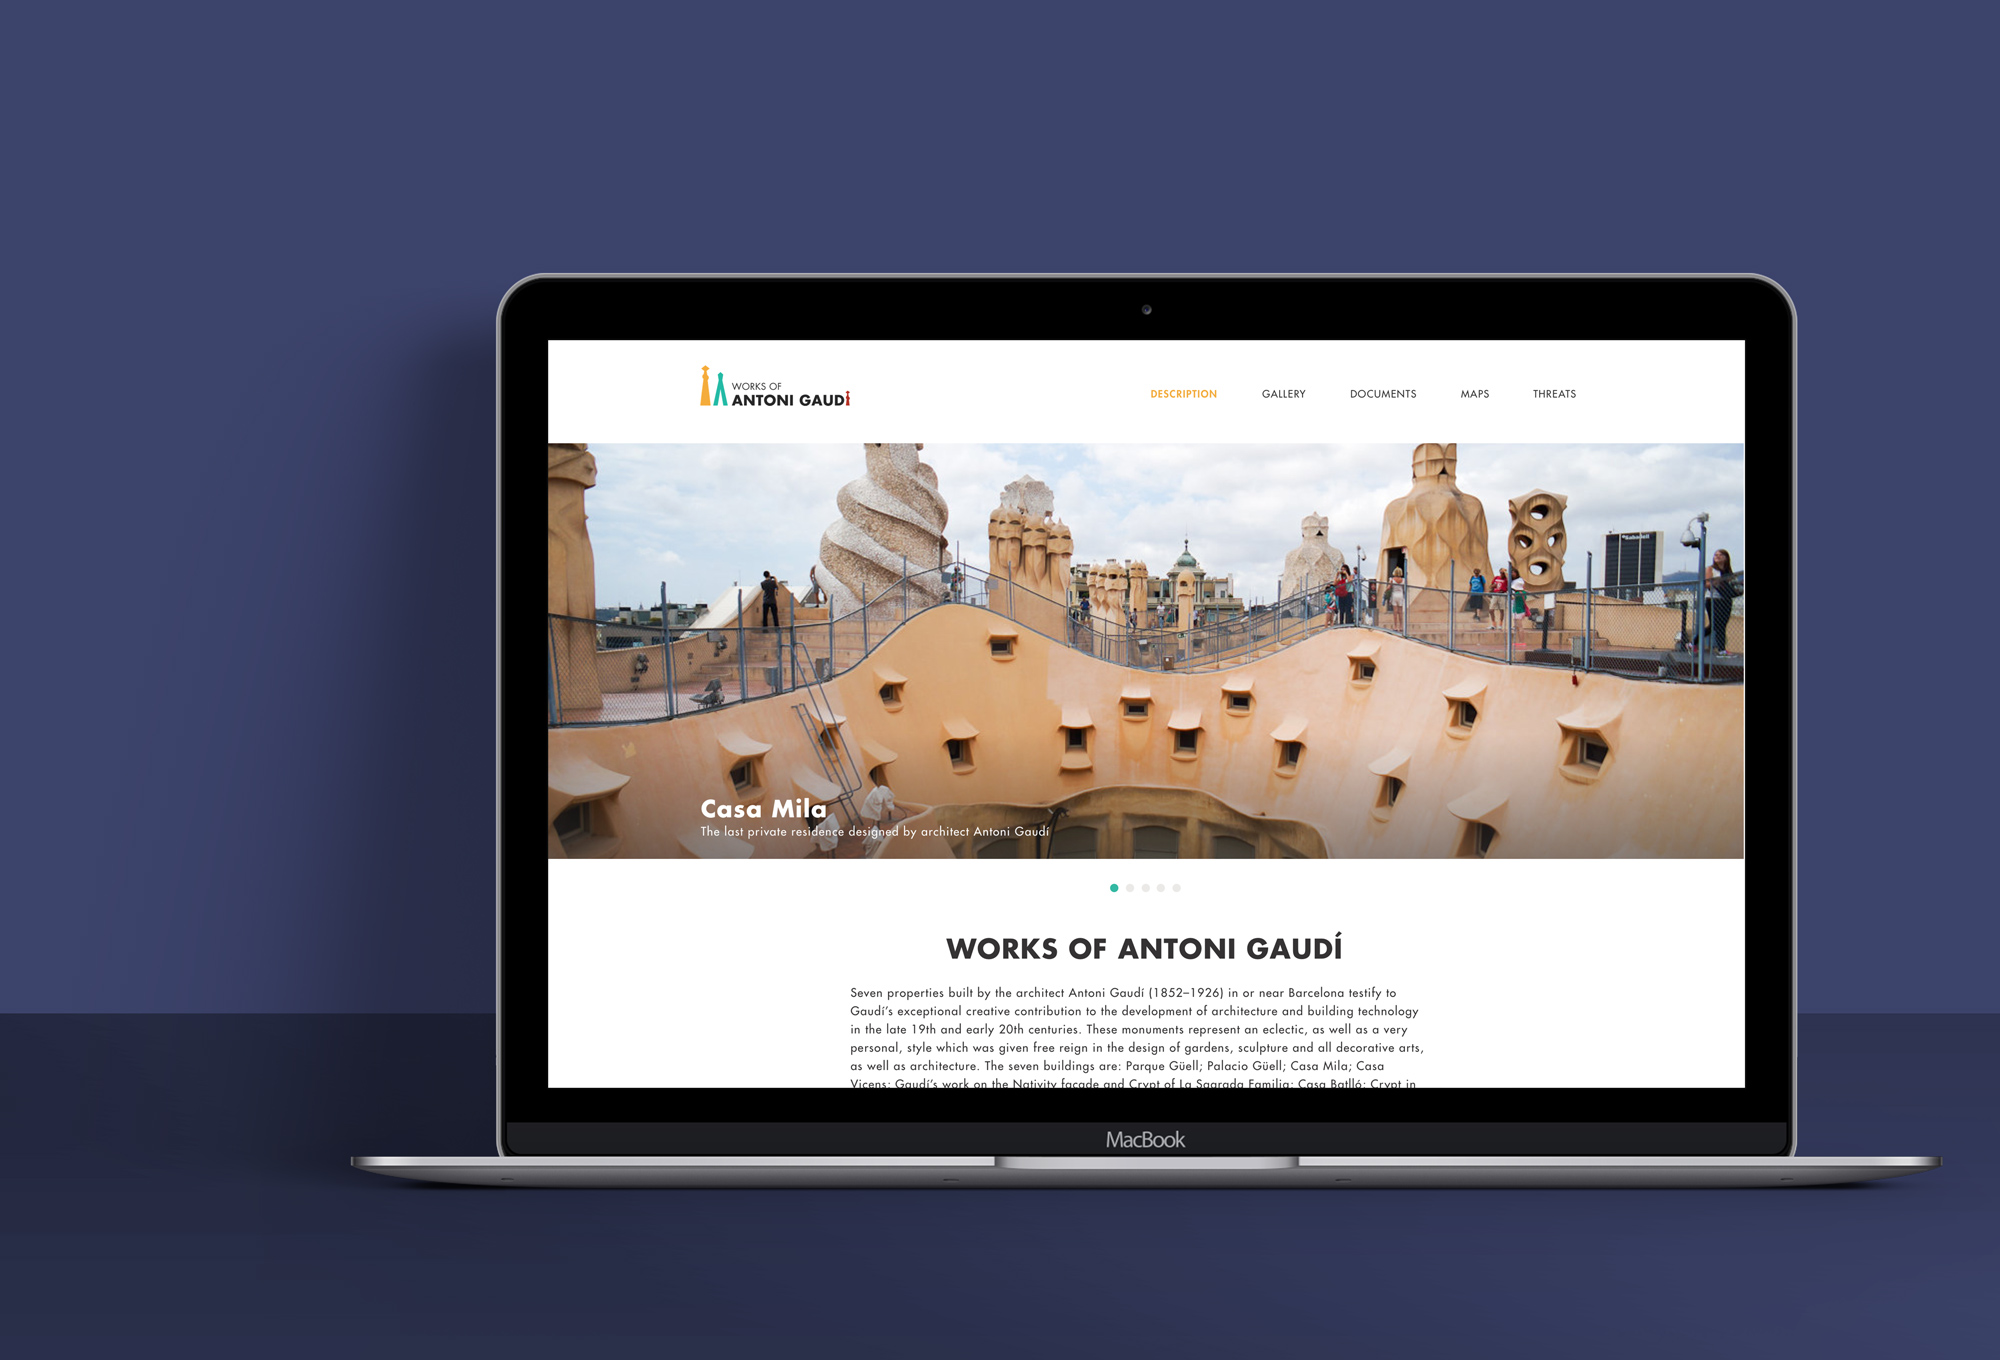 WORKS OF
ANTONI GAUDÍ
DESCRIPTION GALLERY DOCUMENTS MAPS THREATS
Sabadell
Casa Mila
The last private residence designed by architect Antoni Gaudí
WORKS OF ANTONI GAUDÍ
Seven properties built by the architect Antoni Gaudí (1852–1926) in or near Barcelona testify to
Gaudí's exceptional creative contribution to the development of architecture and building technology
in the late 19th and early 20th centuries. These monuments represent an eclectic, as well as a very
personal, style which was given free reign in the design of gardens, sculpture and all decorative arts,
as well as architecture. The seven buildings are: Parque Güell; Palacio Güell; Casa Mila; Casa
Vicens; Gaudí's work on the Nativity façade and Crypt of La Sagrada Familia; Casa Batlló; Crypt in
MacBook